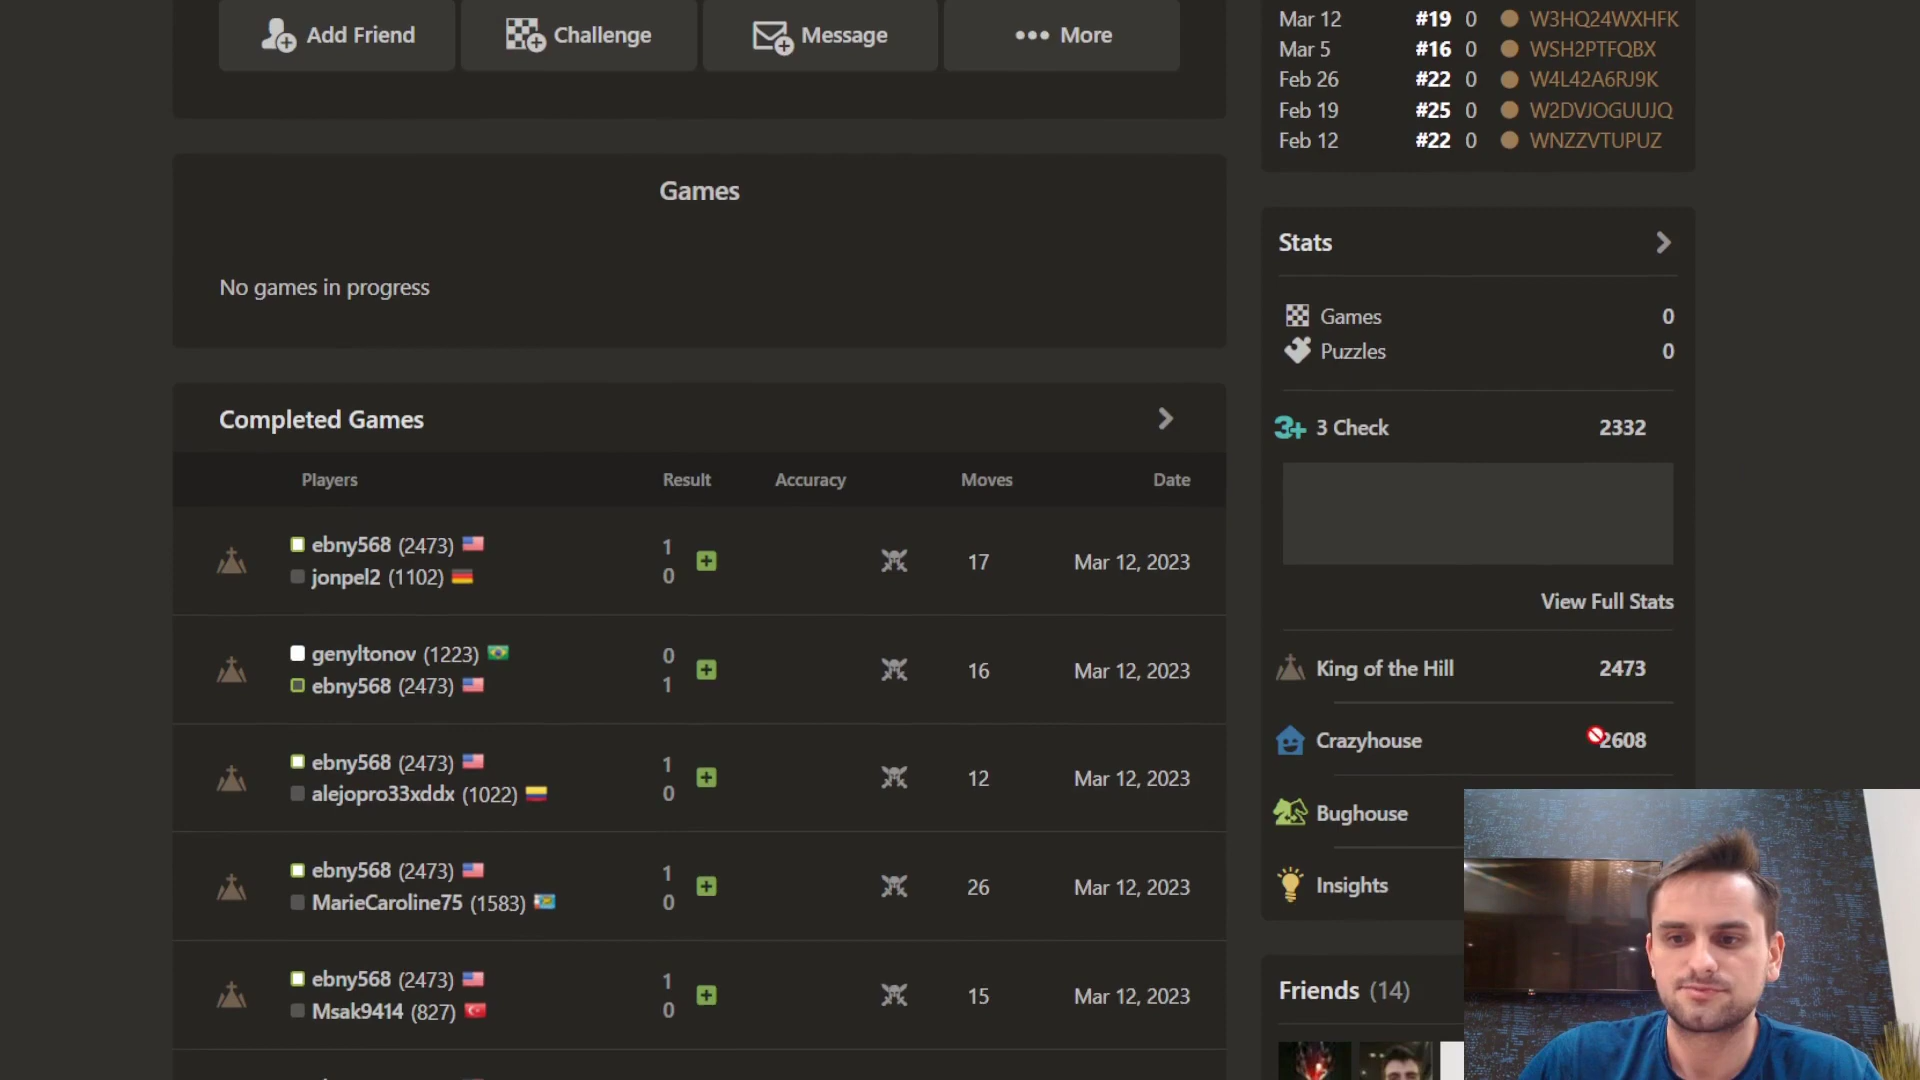 Add Friend
Challenge
Message
More
Mar 12 #19 0 W3HQ24WXHFK
Mar 5 #16 0 WSH2PTFQBX
Feb 26 #22 0 W4L42A6RJ9K
Feb 19 #25 0 W2DVJOGUUJQ
Feb 12 #22 0 WNZZVTUPUZ
Games
No games in progress
Completed Games
Players Result Accuracy Moves Date
ebny568 (2473) 1
jonpel2 (1102) 0
17 Mar 12, 2023
genyltonov (1223) 0
ebny568 (2473) 1
16 Mar 12, 2023
ebny568 (2473) 1
alejopro33xddx (1022) 0
12 Mar 12, 2023
ebny568 (2473) 1
MarieCaroline75 (1583) 0
26 Mar 12, 2023
ebny568 (2473) 1
Msak9414 (827) 0
15 Mar 12, 2023
Stats
Games 0
Puzzles 0
3+ 3 Check 2332
View Full Stats
King of the Hill 2473
Crazyhouse 2608
Bughouse
Insights
Friends (14)